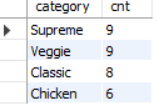 category cnt
Supreme 9
Veggie 9
Classic 8
Chicken 6